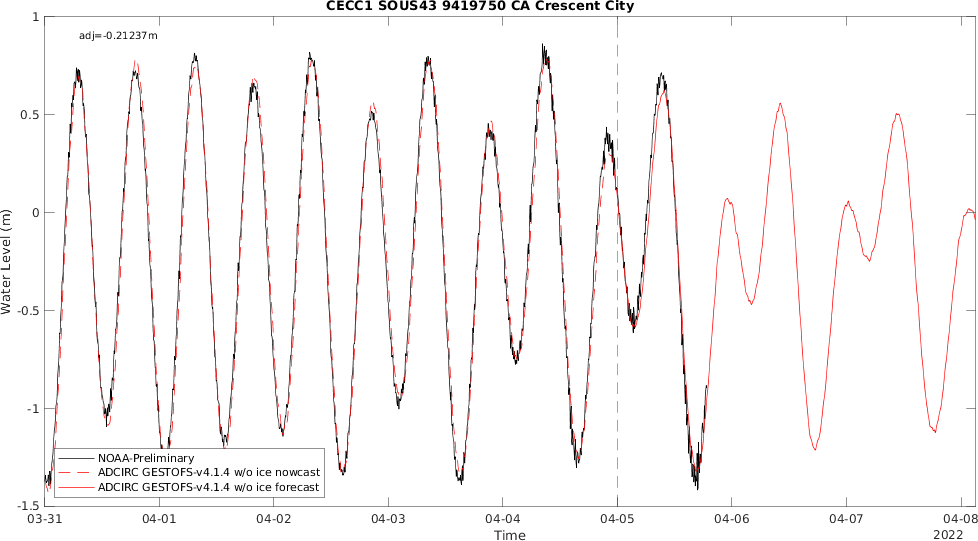 CECC1 SOUS43 9419750 CA Crescent City
adj=-0.21237m
1
0.5
0
-0.5
-1
-1.5
Water Level (m)
NOAA-Preliminary
ADCIRC GESTOFS-v4.1.4 w/o ice nowcast
ADCIRC GESTOFS-v4.1.4 w/o ice forecast
03-31 04-01 04-02 04-03 04-04 04-05 04-06 04-07 04-08
Time
2022